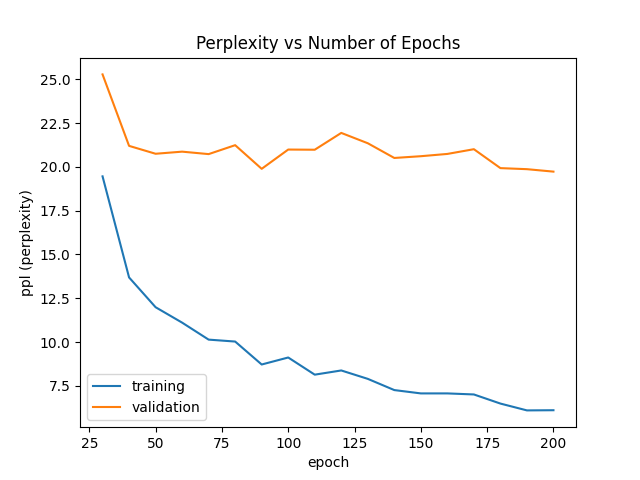 Perplexity vs Number of Epochs
ppl (perplexity)
25.0
22.5
20.0
17.5
15.0
12.5
10.0
7.5
training
validation
25 50 75 100 125 150 175 200
epoch